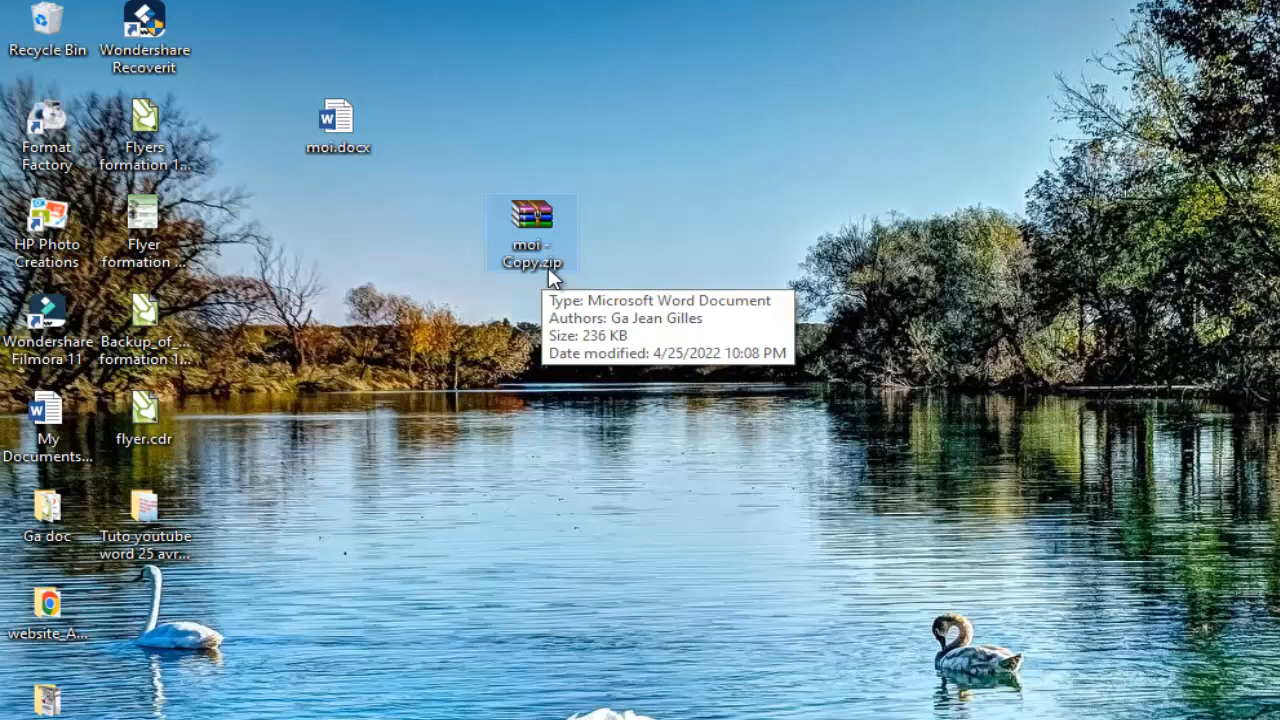 Recycle Bin
Wondershare
Recoverit
Format
Factory
Flyers
formation 1...
moi.docx
HP Photo
Creations
Flyer
formation ...
moi -
Copy.zip
Type: Microsoft Word Document
Authors: Ga Jean Gilles
Size: 236 KB
Date modified: 4/25/2022 10:08 PM
Wondershare
Filmora 11
Backup_of_...
formation 1...
My
Documents...
flyer.cdr
Ga doc
Tuto youtube
word 25 avr...
website_A...